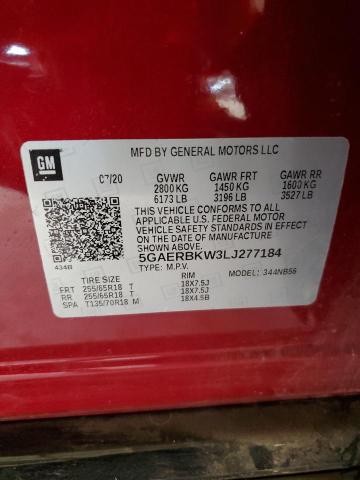 GM
MFD BY GENERAL MOTORS LLC
07/20 GVWR GAWR FRT GAWR RR
2800 KG 1450 KG 1600 KG
6173 LB 3196 LB 3527 LB
THIS VEHICLE CONFORMS TO ALL
APPLICABLE U.S. FEDERAL MOTOR
VEHICLE SAFETY STANDARDS IN EFFECT
ON THE DATE OF MANUFACTURE
SHOWN ABOVE.
5GAERBKW3LJ277184
434B TYPE: M.P.V. MODEL: 344NB56
TIRE SIZE RIM
FRT 255/65R18 T 18X7.5J
RR 255/65R18 T 18X7.5J
SPA T135/70R18 M 18X4.5B